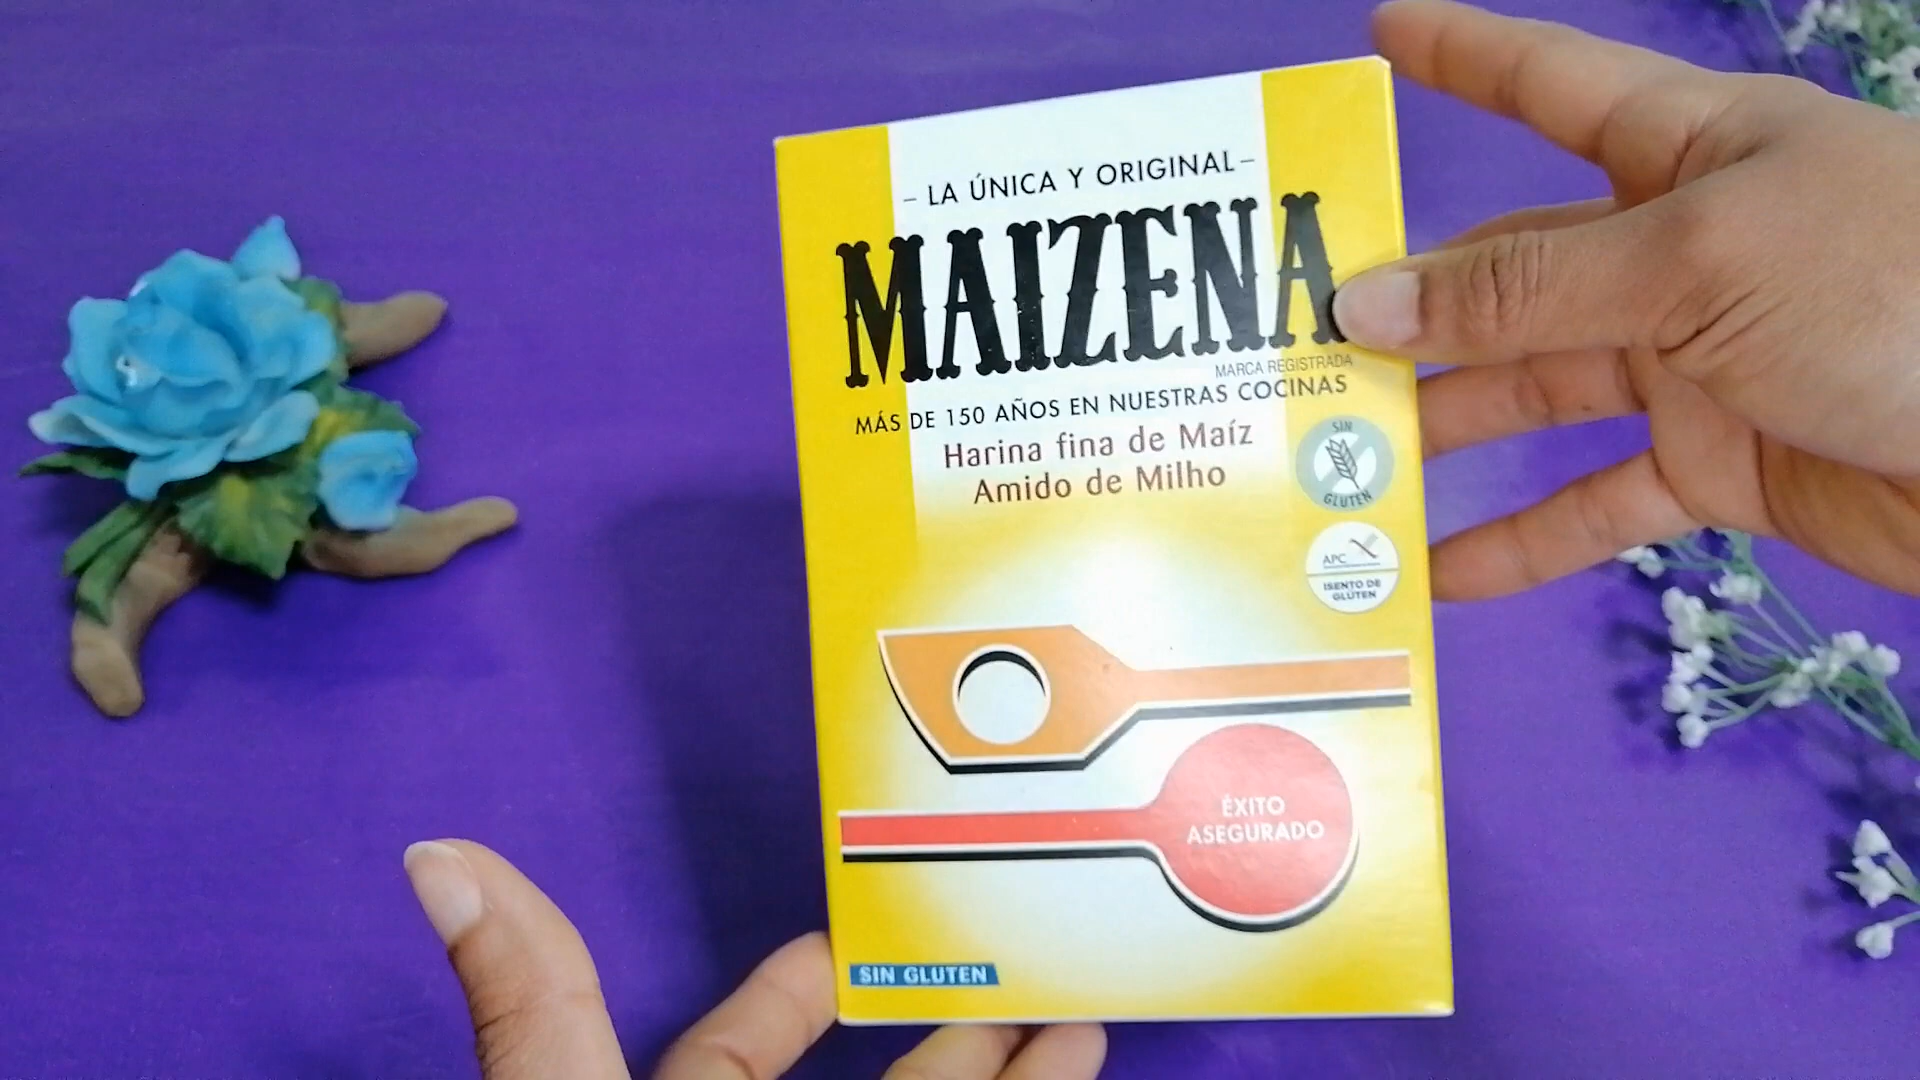 – LA ÚNICA Y ORIGINAL –
MAIZENA
MARCA REGISTRADA
MÁS DE 150 AÑOS EN NUESTRAS COCINAS
Harina fina de Maíz
Amido de Milho
SIN
GLUTEN
APC
ISENTO DE
GLÚTEN
ÉXITO
ASEGURADO
SIN GLUTEN